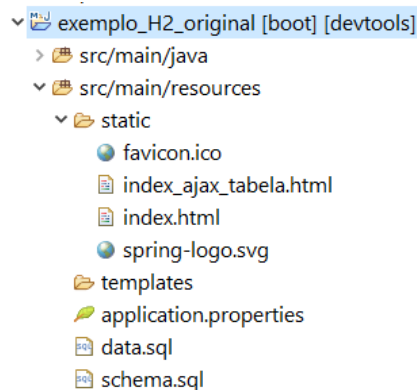 exemplo_H2_original [boot] [devtools]
src/main/java
src/main/resources
static
favicon.ico
index_ajax_tabela.html
index.html
spring-logo.svg
templates
application.properties
data.sql
schema.sql